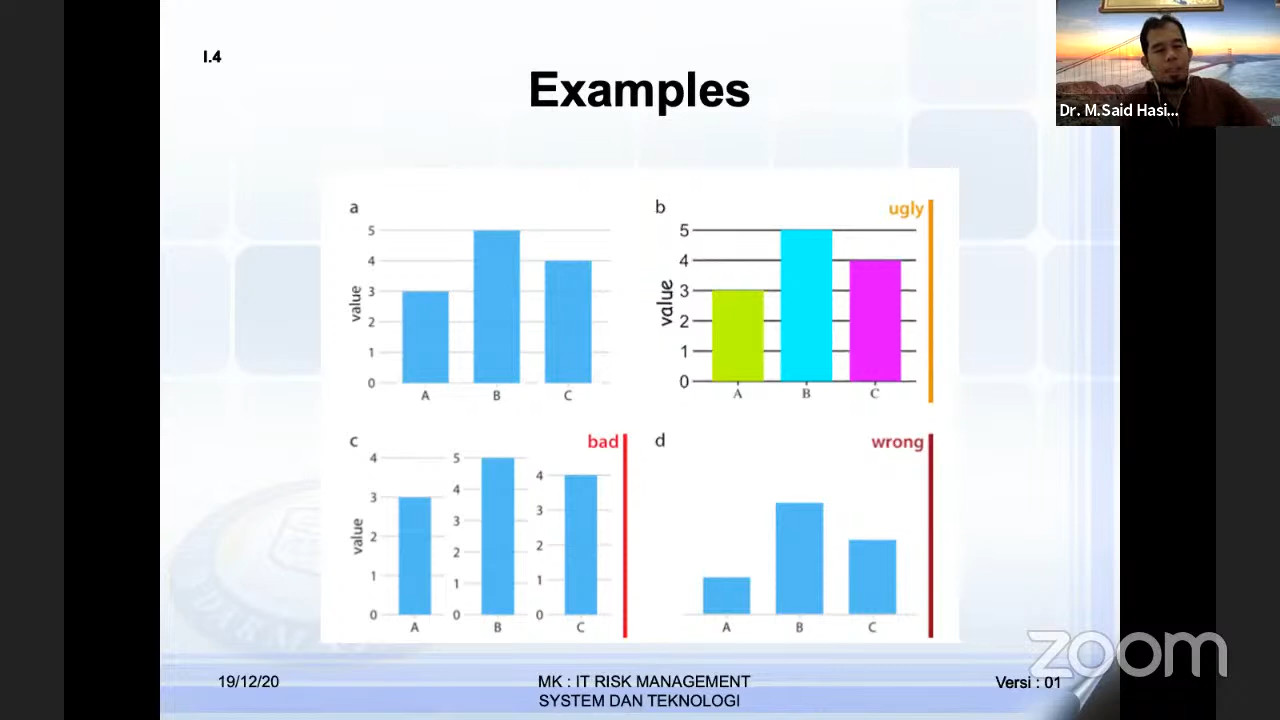 I.4
Examples
Dr. M.Said Hasi...
a
5
4
3
2
1
0
value
A B C
b
ugly
5
4
3
2
1
0
value
A B C
c
bad
4
3
2
1
0
value
5
4
3
2
1
0
4
3
2
1
0
A B C
d
wrong
A B C
zoom
19/12/20
MK : IT RISK MANAGEMENT
SYSTEM DAN TEKNOLOGI
Versi : 01